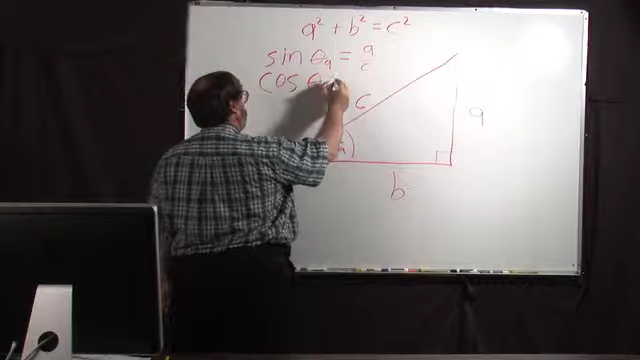 a² + b² = c²
sin θₐ = a/c
cos θ
c
a
a
b